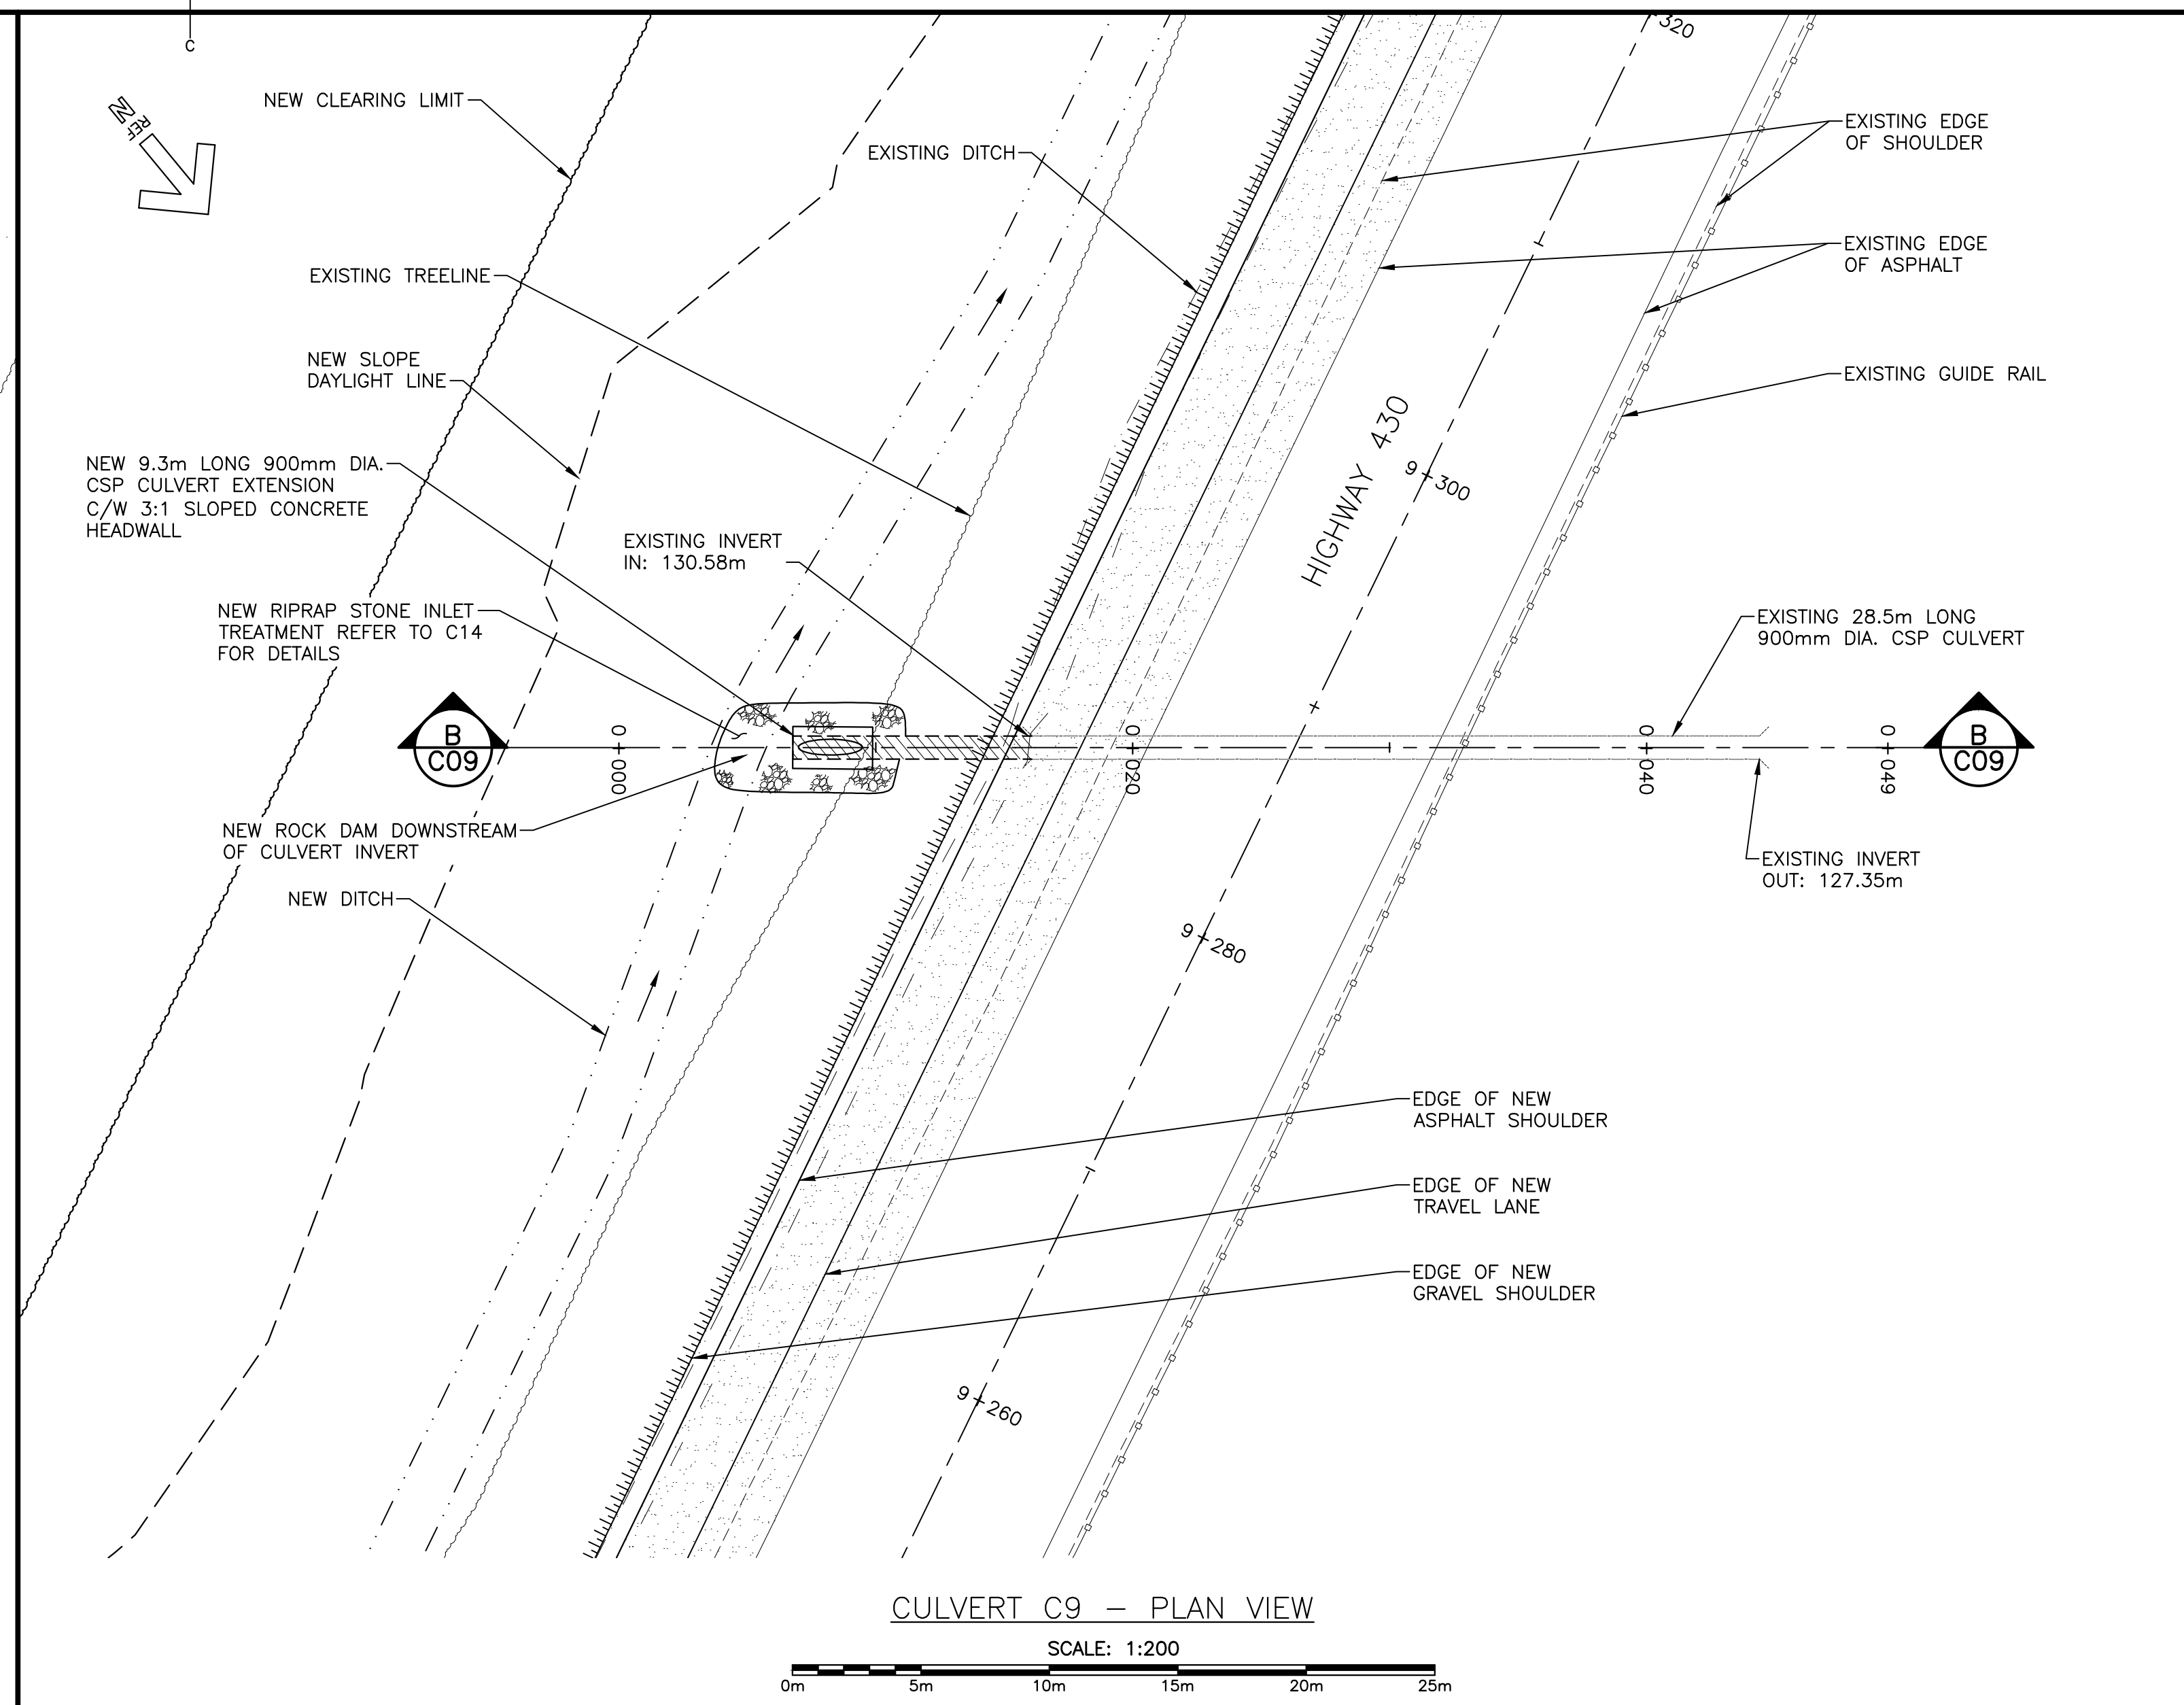 C
REF
N
NEW CLEARING LIMIT
EXISTING DITCH
9+320
EXISTING EDGE
OF SHOULDER
EXISTING EDGE
OF ASPHALT
EXISTING TREELINE
NEW SLOPE
DAYLIGHT LINE
EXISTING GUIDE RAIL
HIGHWAY 430
9+300
NEW 9.3m LONG 900mm DIA.
CSP CULVERT EXTENSION
C/W 3:1 SLOPED CONCRETE
HEADWALL
EXISTING INVERT
IN: 130.58m
NEW RIPRAP STONE INLET
TREATMENT REFER TO C14
FOR DETAILS
EXISTING 28.5m LONG
900mm DIA. CSP CULVERT
B
C09
0+000
0+020
0+040
0+049
B
C09
NEW ROCK DAM DOWNSTREAM
OF CULVERT INVERT
EXISTING INVERT
OUT: 127.35m
NEW DITCH
9+280
EDGE OF NEW
ASPHALT SHOULDER
EDGE OF NEW
TRAVEL LANE
EDGE OF NEW
GRAVEL SHOULDER
9+260
CULVERT C9 – PLAN VIEW
SCALE: 1:200
0m 5m 10m 15m 20m 25m